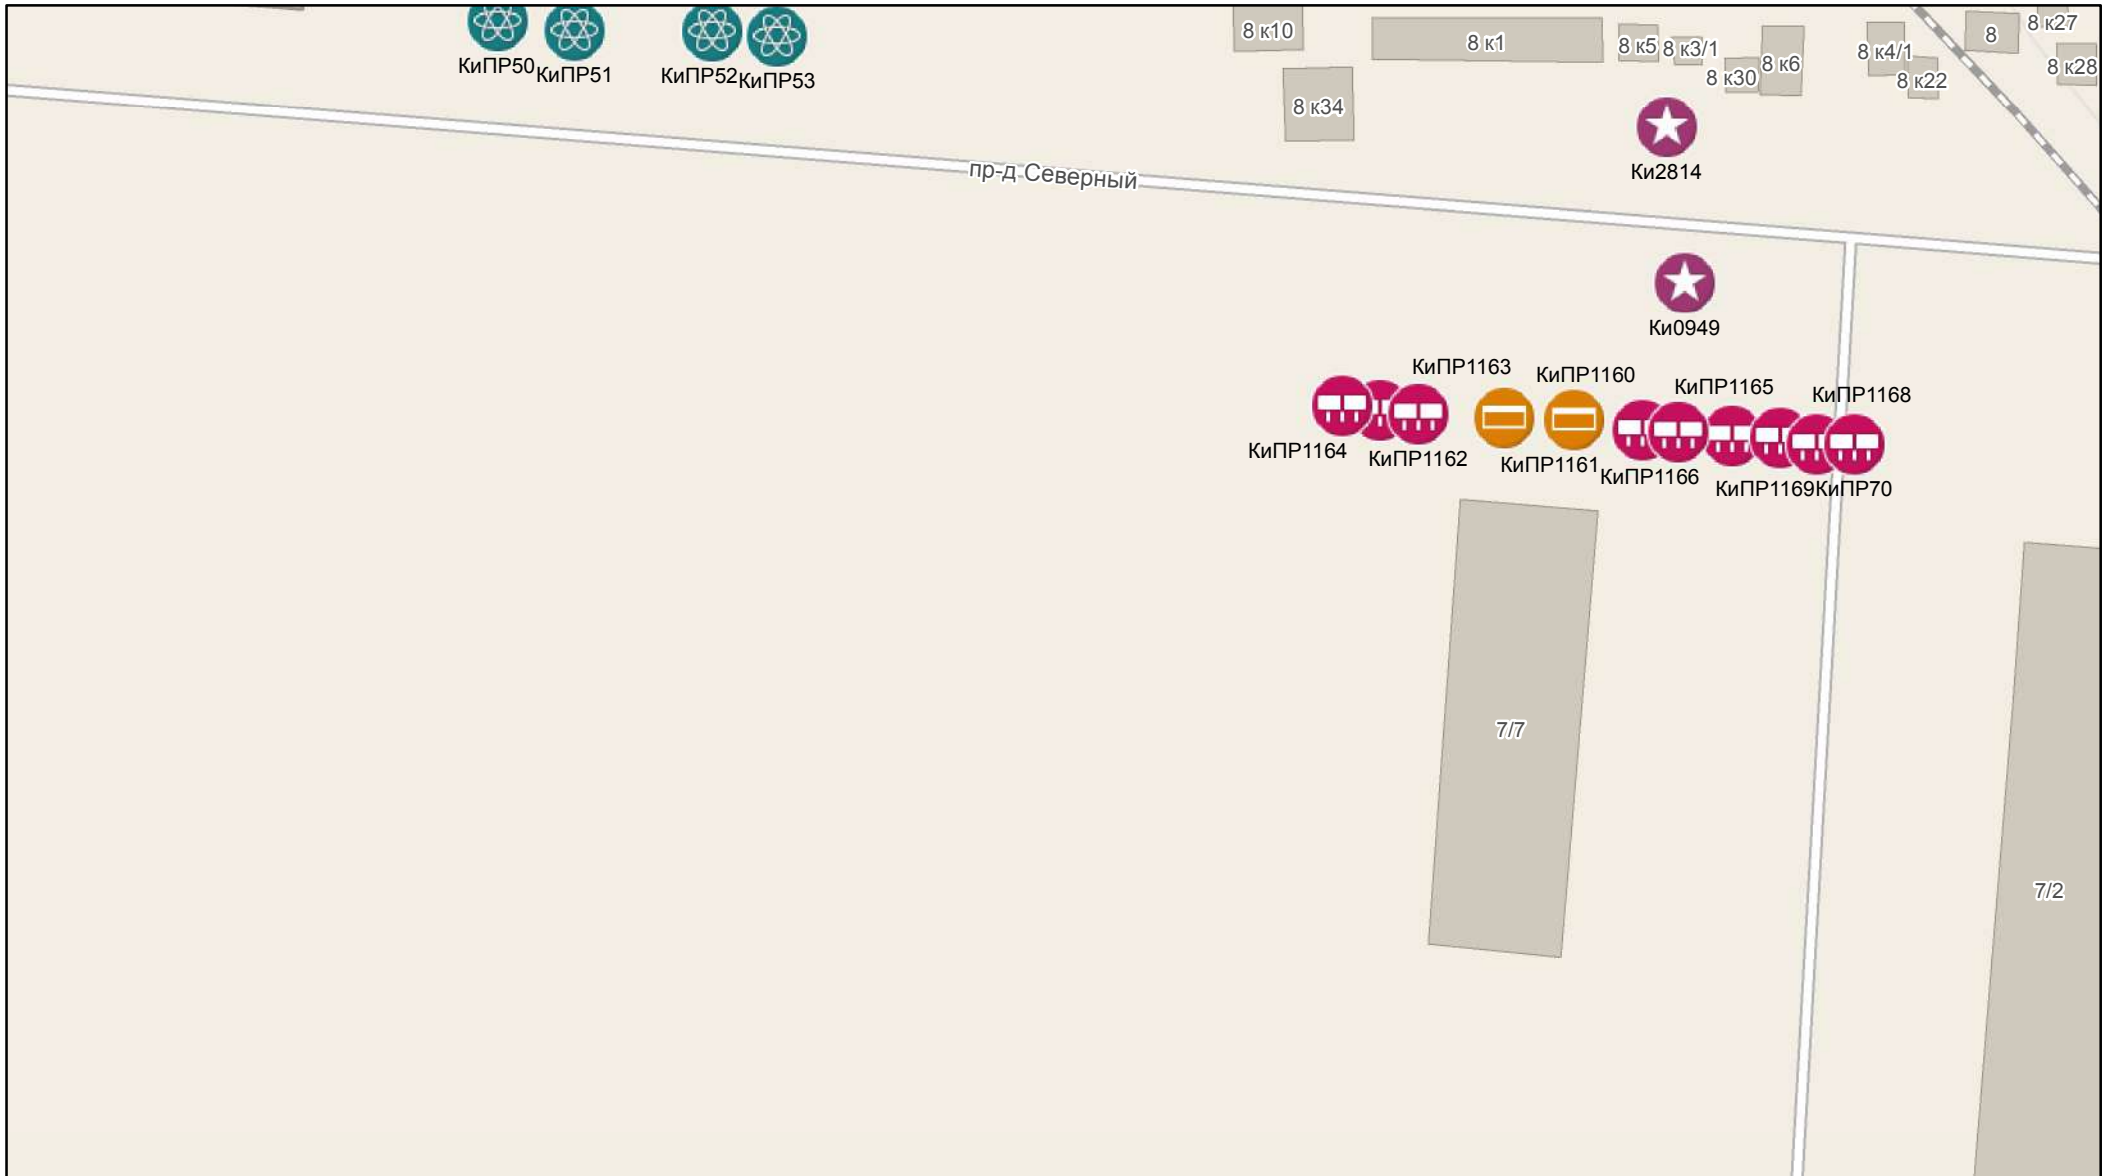 КиПР50
КиПР51
КиПР52
КиПР53
8 к10
8 к1
8 к5
8 к3/1
8 к30
8 к6
8 к4/1
8 к22
8
8 к27
8 к28
8 к34
Ки2814
пр-д Северный
Ки0949
КиПР1163
КиПР1160
КиПР1165
КиПР1168
КиПР1164
КиПР1162
КиПР1161
КиПР1166
КиПР1169
КиПР70
7/7
7/2